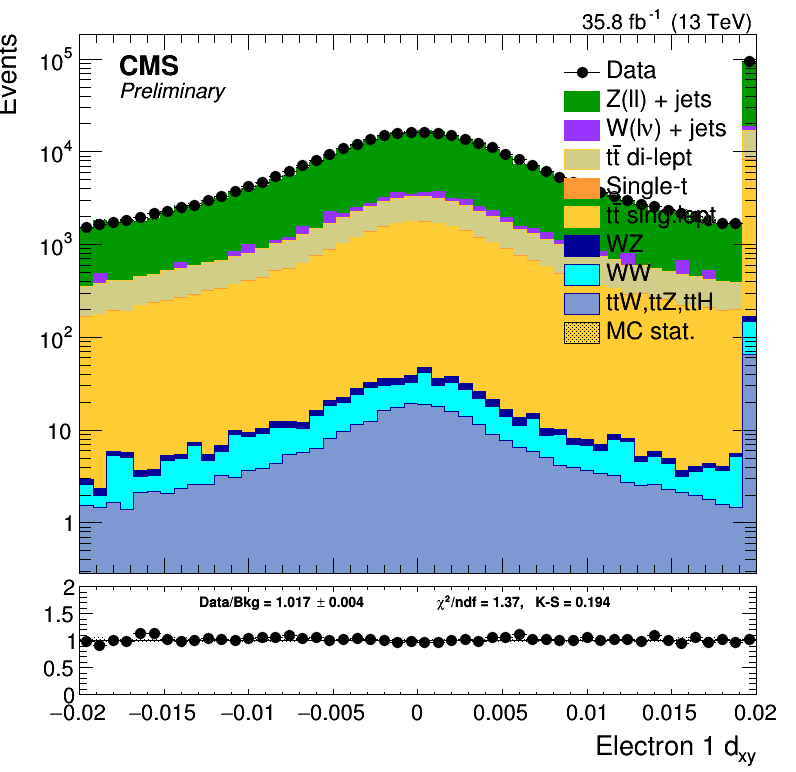 35.8 fb⁻¹ (13 TeV)
Events
CMS
Preliminary
Data
Z(ll) + jets
W(lν) + jets
tt̄ di-lept
Single-t
tt̄ sing.lept
WZ
WW
ttW,ttZ,ttH
MC stat.
10⁵
10⁴
10³
10²
10
1
Data/Bkg = 1.017 ± 0.004 χ²/ndf = 1.37, K-S = 0.194
2
1.5
1
0.5
0
−0.02 −0.015 −0.01 −0.005 0 0.005 0.01 0.015 0.02
Electron 1 d_xy